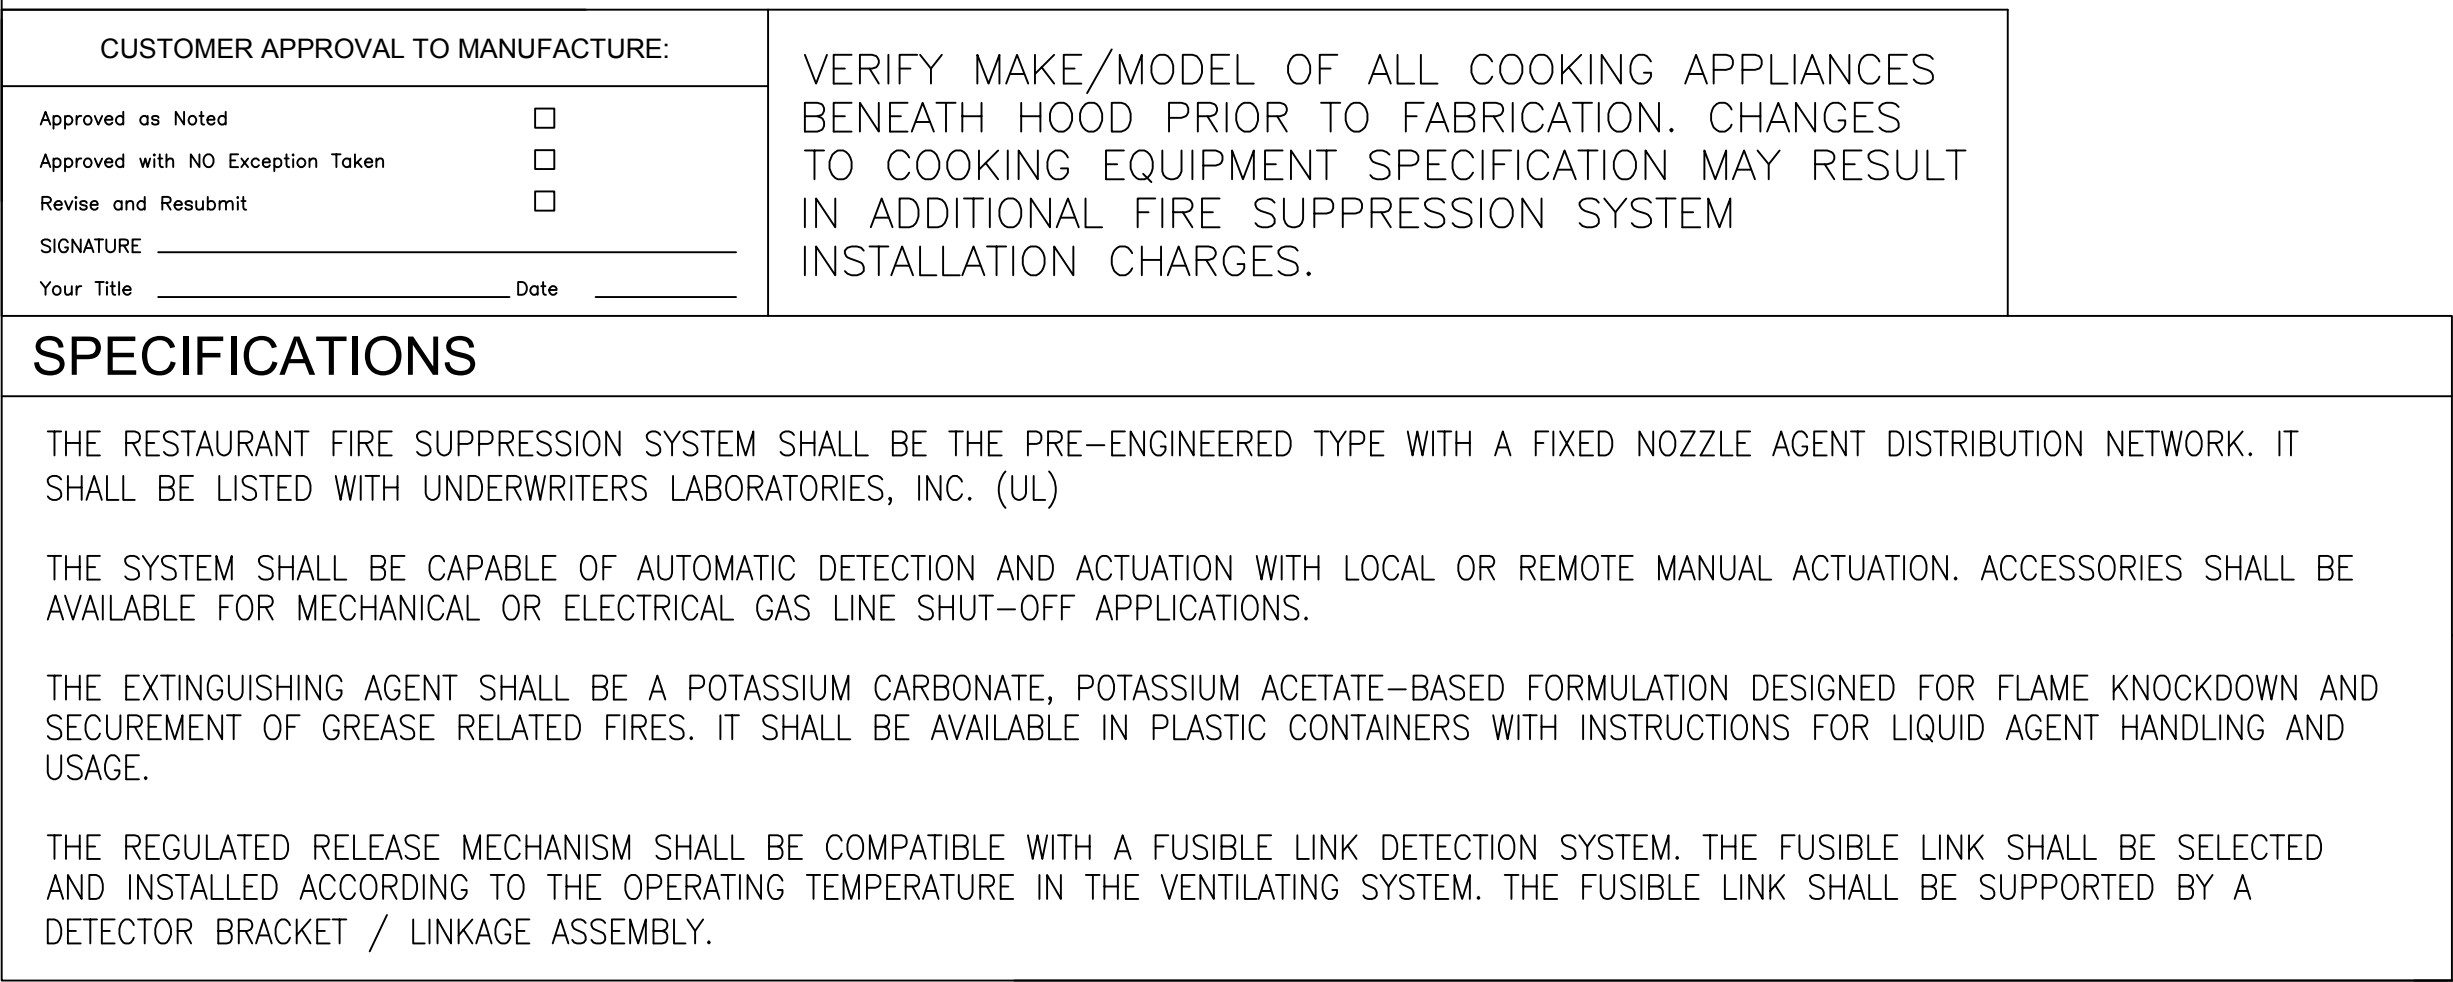 CUSTOMER APPROVAL TO MANUFACTURE:
Approved as Noted
Approved with NO Exception Taken
Revise and Resubmit
SIGNATURE
Your Title Date
VERIFY MAKE/MODEL OF ALL COOKING APPLIANCES
BENEATH HOOD PRIOR TO FABRICATION. CHANGES
TO COOKING EQUIPMENT SPECIFICATION MAY RESULT
IN ADDITIONAL FIRE SUPPRESSION SYSTEM
INSTALLATION CHARGES.
SPECIFICATIONS
THE RESTAURANT FIRE SUPPRESSION SYSTEM SHALL BE THE PRE-ENGINEERED TYPE WITH A FIXED NOZZLE AGENT DISTRIBUTION NETWORK. IT
SHALL BE LISTED WITH UNDERWRITERS LABORATORIES, INC. (UL)
THE SYSTEM SHALL BE CAPABLE OF AUTOMATIC DETECTION AND ACTUATION WITH LOCAL OR REMOTE MANUAL ACTUATION. ACCESSORIES SHALL BE
AVAILABLE FOR MECHANICAL OR ELECTRICAL GAS LINE SHUT-OFF APPLICATIONS.
THE EXTINGUISHING AGENT SHALL BE A POTASSIUM CARBONATE, POTASSIUM ACETATE-BASED FORMULATION DESIGNED FOR FLAME KNOCKDOWN AND
SECUREMENT OF GREASE RELATED FIRES. IT SHALL BE AVAILABLE IN PLASTIC CONTAINERS WITH INSTRUCTIONS FOR LIQUID AGENT HANDLING AND
USAGE.
THE REGULATED RELEASE MECHANISM SHALL BE COMPATIBLE WITH A FUSIBLE LINK DETECTION SYSTEM. THE FUSIBLE LINK SHALL BE SELECTED
AND INSTALLED ACCORDING TO THE OPERATING TEMPERATURE IN THE VENTILATING SYSTEM. THE FUSIBLE LINK SHALL BE SUPPORTED BY A
DETECTOR BRACKET / LINKAGE ASSEMBLY.